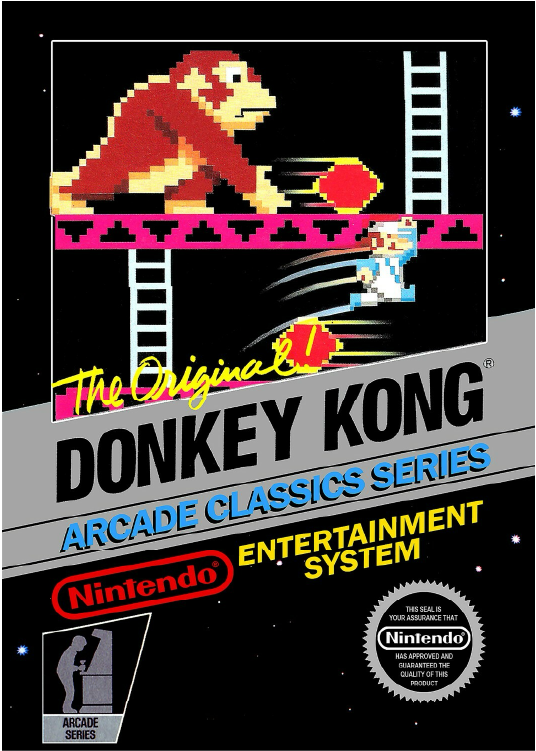 The Original!
DONKEY KONG®
ARCADE CLASSICS SERIES
Nintendo®
ENTERTAINMENT
SYSTEM
THIS SEAL IS
YOUR ASSURANCE THAT
Nintendo®
HAS APPROVED AND
GUARANTEED THE
QUALITY OF THIS
PRODUCT
ARCADE
SERIES